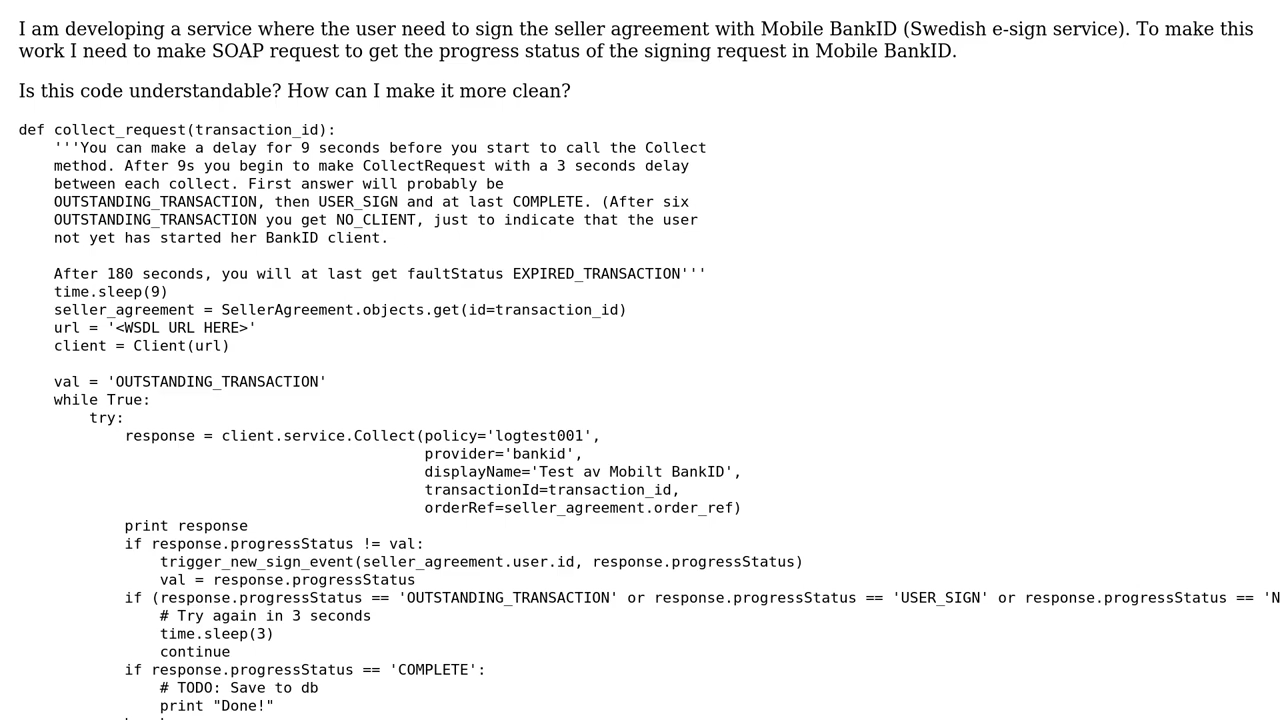 I am developing a service where the user need to sign the seller agreement with Mobile BankID (Swedish e-sign service). To make this
work I need to make SOAP request to get the progress status of the signing request in Mobile BankID.
Is this code understandable? How can I make it more clean?
def collect_request(transaction_id):
    '''You can make a delay for 9 seconds before you start to call the Collect
    method. After 9s you begin to make CollectRequest with a 3 seconds delay
    between each collect. First answer will probably be
    OUTSTANDING_TRANSACTION, then USER_SIGN and at last COMPLETE. (After six
    OUTSTANDING_TRANSACTION you get NO_CLIENT, just to indicate that the user
    not yet has started her BankID client.
    After 180 seconds, you will at last get faultStatus EXPIRED_TRANSACTION'''
    time.sleep(9)
    seller_agreement = SellerAgreement.objects.get(id=transaction_id)
    url = '<WSDL URL HERE>'
    client = Client(url)
    val = 'OUTSTANDING_TRANSACTION'
    while True:
        try:
            response = client.service.Collect(policy='logtest001',
                                              provider='bankid',
                                              displayName='Test av Mobilt BankID',
                                              transactionId=transaction_id,
                                              orderRef=seller_agreement.order_ref)
            print response
            if response.progressStatus != val:
                trigger_new_sign_event(seller_agreement.user.id, response.progressStatus)
                val = response.progressStatus
            if (response.progressStatus == 'OUTSTANDING_TRANSACTION' or response.progressStatus == 'USER_SIGN' or response.progressStatus == 'N
                # Try again in 3 seconds
                time.sleep(3)
                continue
            if response.progressStatus == 'COMPLETE':
                # TODO: Save to db
                print "Done!"